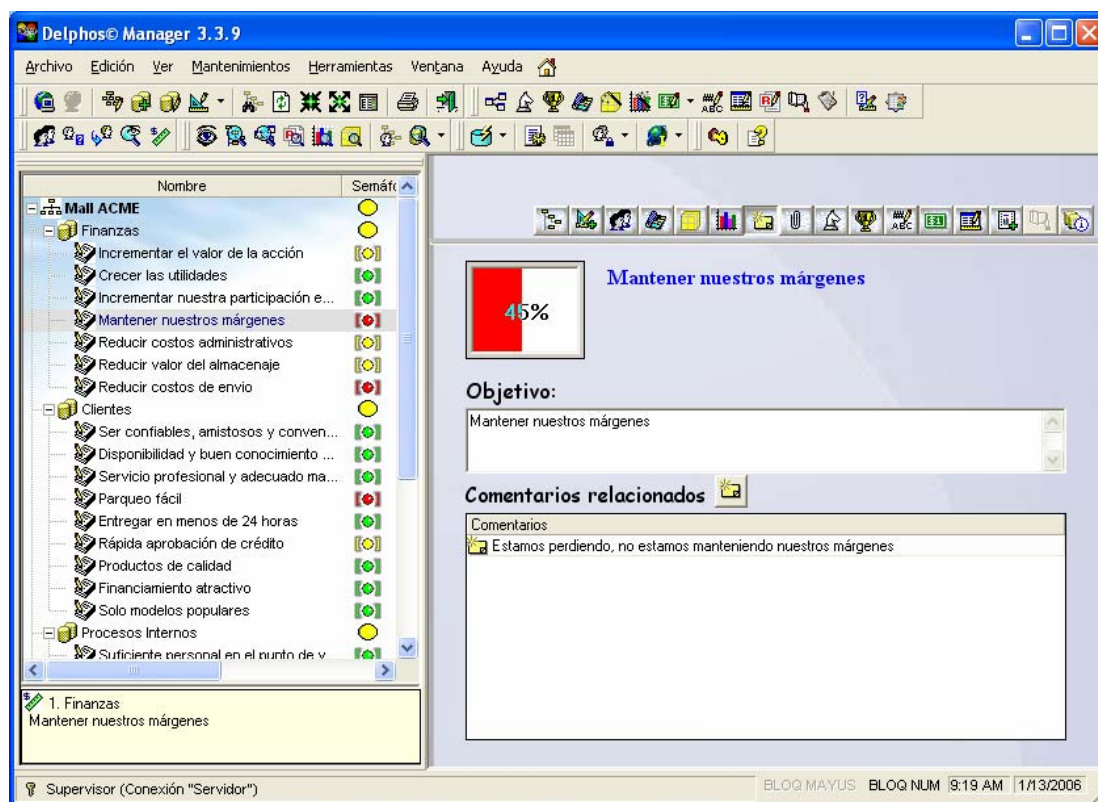 Delphos© Manager 3.3.9
Archivo Edición Ver Mantenimientos Herramientas Ventana Ayuda
Nombre Semáfo
Mall ACME
Finanzas
Incrementar el valor de la acción
Crecer las utilidades
Incrementar nuestra participación e...
Mantener nuestros márgenes
Reducir costos administrativos
Reducir valor del almacenaje
Reducir costos de envio
Clientes
Ser confiables, amistosos y conven...
Disponibilidad y buen conocimiento ...
Servicio profesional y adecuado ma...
Parqueo fácil
Entregar en menos de 24 horas
Rápida aprobación de crédito
Productos de calidad
Financiamiento atractivo
Solo modelos populares
Procesos Internos
Suficiente personal en el punto de v
1. Finanzas
Mantener nuestros márgenes
45%
Mantener nuestros márgenes
Objetivo:
Mantener nuestros márgenes
Comentarios relacionados
Comentarios
Estamos perdiendo, no estamos manteniendo nuestros márgenes
Supervisor (Conexión "Servidor")
BLOQ MAYUS BLOQ NUM 9:19 AM 1/13/2006